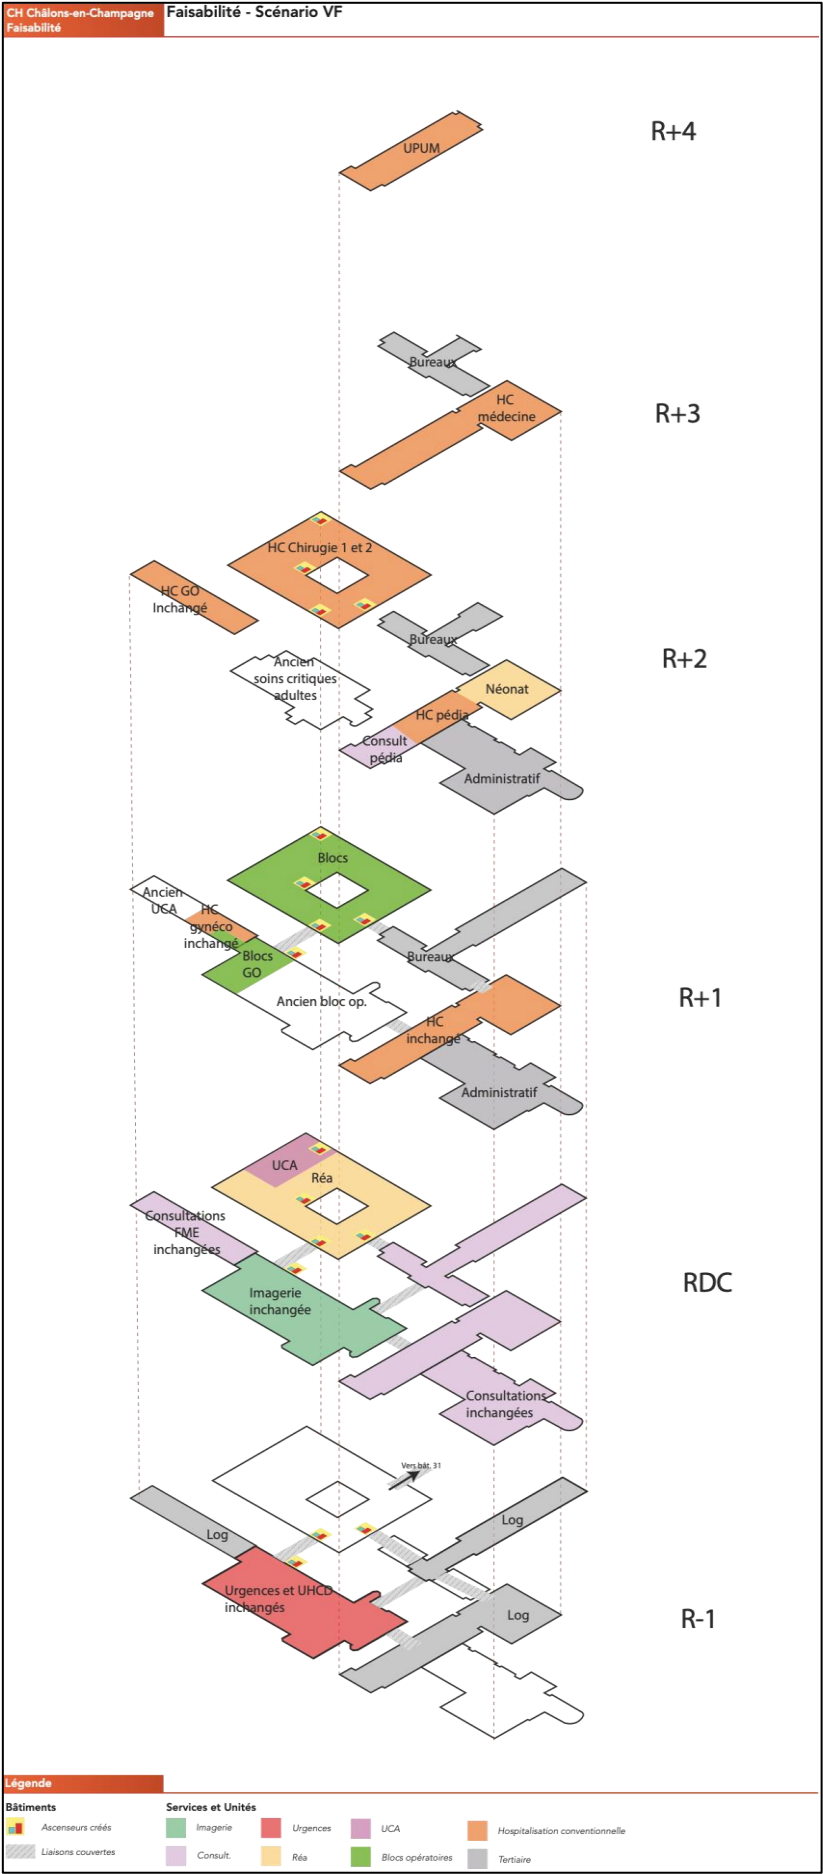 CH Châlons-en-Champagne
Faisabilité
Faisabilité - Scénario VF
R+4
UPUM
R+3
Bureaux
HC
médecine
R+2
HC Chirugie 1 et 2
HC GO
Inchangé
Bureaux
Ancien
soins critiques
adultes
Néonat
HC pédia
Consult
pédia
Administratif
R+1
Blocs
Ancien
UCA
HC
gynéco
inchangé
Blocs
GO
Bureaux
Ancien bloc op.
HC
inchangé
Administratif
RDC
UCA
Réa
Consultations
FME
inchangées
Imagerie
inchangée
Consultations
inchangées
R-1
Vers bât. 31
Log
Log
Urgences et UHCD
inchangés
Log
Légende
Bâtiments
Ascenseurs créés
Liaisons couvertes
Services et Unités
Imagerie
Urgences
UCA
Hospitalisation conventionnelle
Consult.
Réa
Blocs opératoires
Tertiaire